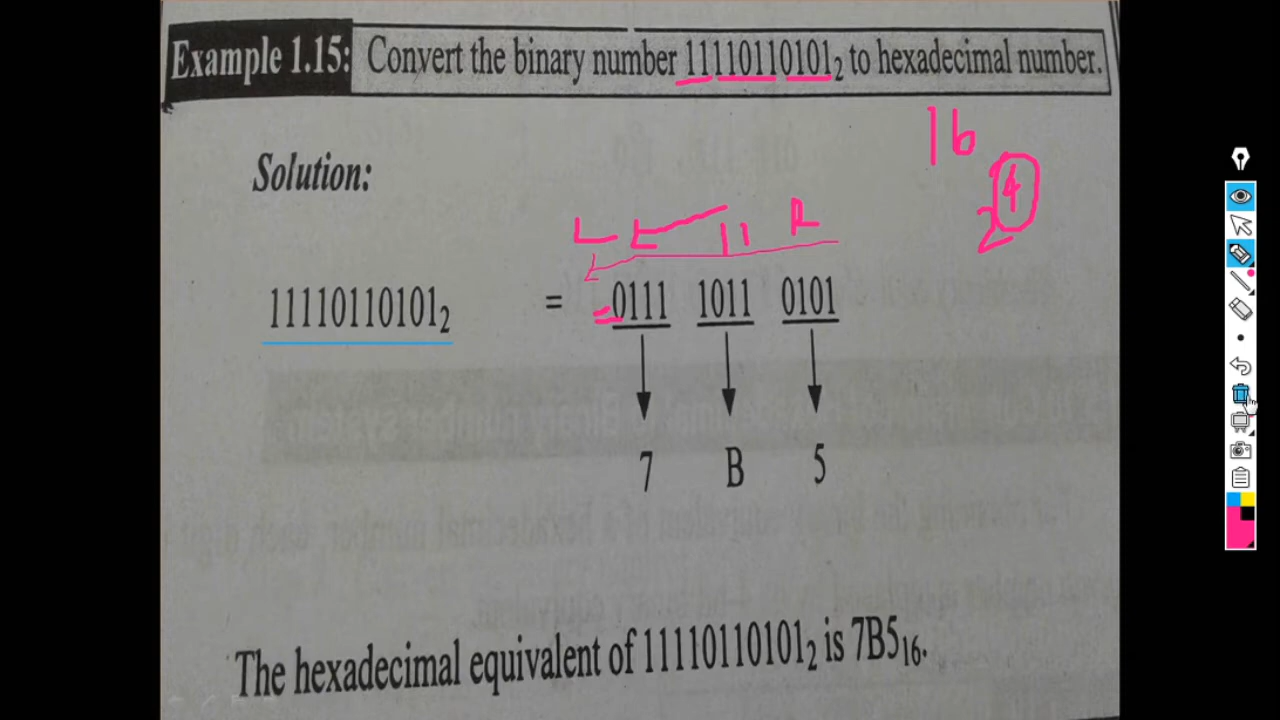 Example 1.15: Convert the binary number 11110110101₂ to hexadecimal number.
16
2⁴
Solution:
L R
11110110101₂ = 0111 1011 0101
7 B 5
The hexadecimal equivalent of 11110110101₂ is 7B5₁₆.